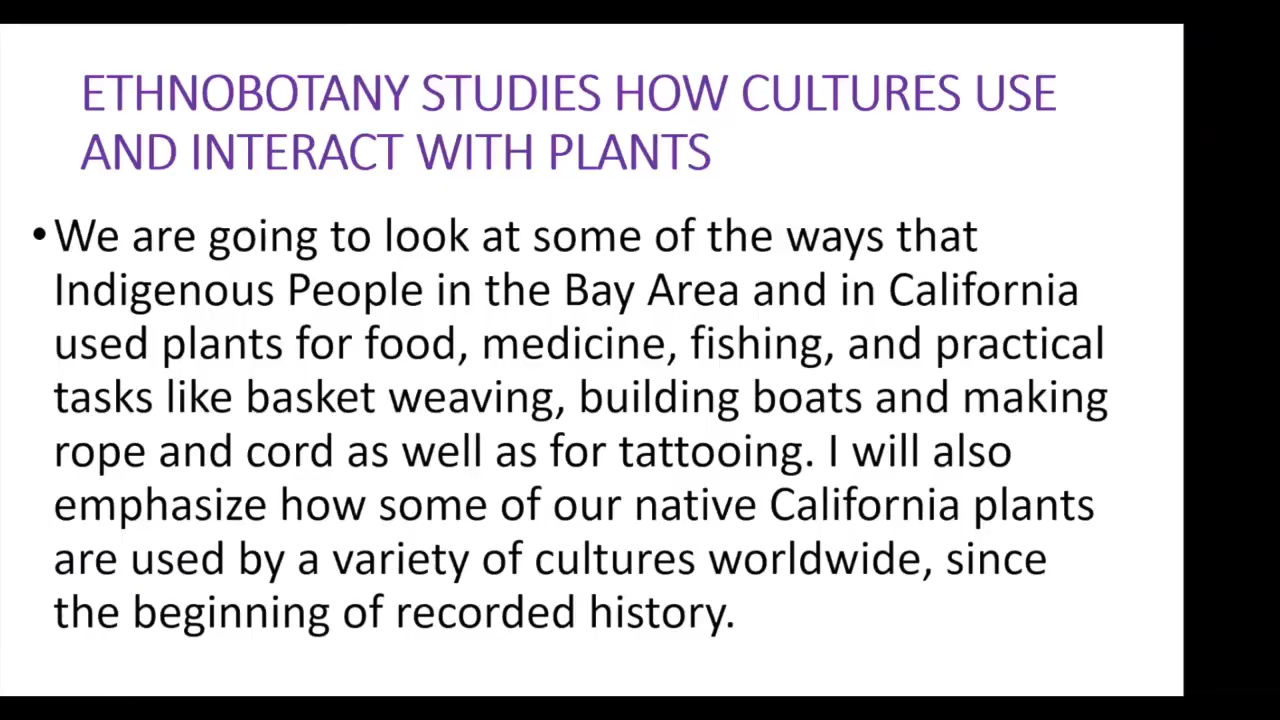 ETHNOBOTANY STUDIES HOW CULTURES USE
AND INTERACT WITH PLANTS
•We are going to look at some of the ways that
Indigenous People in the Bay Area and in California
used plants for food, medicine, fishing, and practical
tasks like basket weaving, building boats and making
rope and cord as well as for tattooing. I will also
emphasize how some of our native California plants
are used by a variety of cultures worldwide, since
the beginning of recorded history.